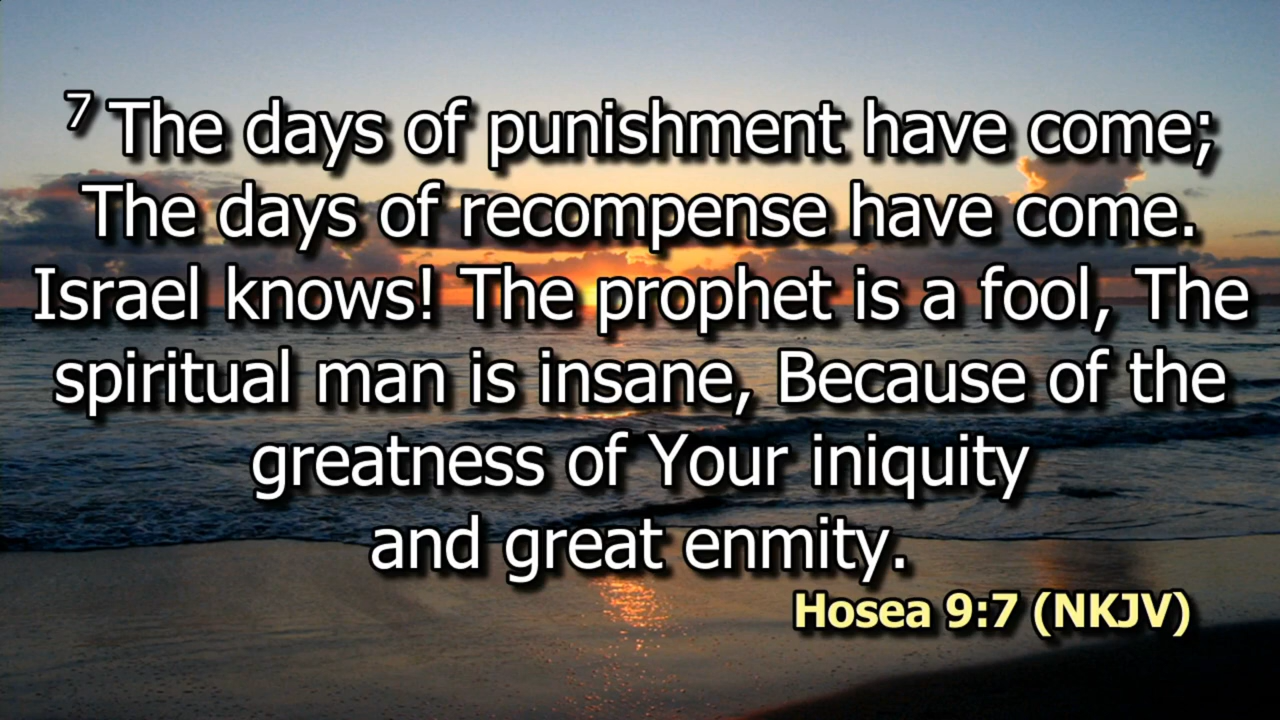 7 The days of punishment have come;
The days of recompense have come.
Israel knows! The prophet is a fool, The
spiritual man is insane, Because of the
greatness of Your iniquity
and great enmity.
Hosea 9:7 (NKJV)